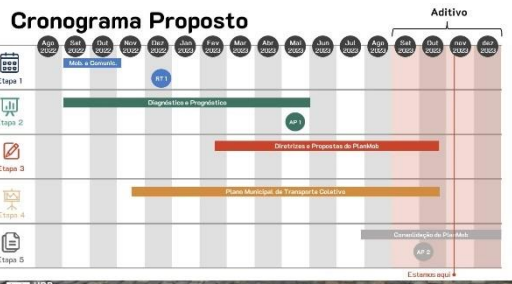 Cronograma Proposto
Aditivo
Ago 2022 Set 2022 Out 2022 Nov 2022 Dez 2022 Jan 2023 Fev 2023 Mar 2023 Abr 2023 Mai 2023 Jun 2023 Jul 2023 Ago 2023 Set 2023 Out 2023 nov 2023 dez 2023
Mob. e Comunic.
RT 1
Etapa 1
Diagnóstico e Prognóstico
AP 1
Etapa 2
Diretrizes e Propostas do PlanMob
Etapa 3
Plano Municipal de Transporte Coletivo
Etapa 4
Consolidação do PlanMob
AP 2
Etapa 5
Estamos aqui